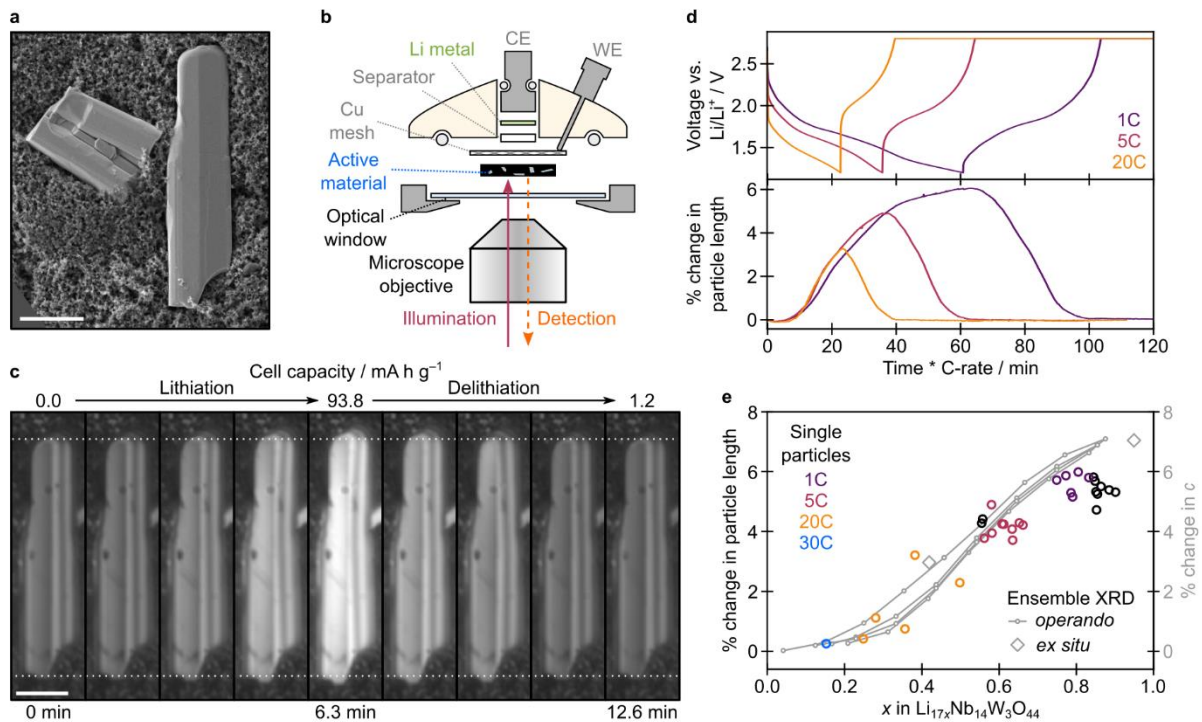 a
b
CE
Li metal
WE
Separator
Cu
mesh
Active
material
Optical
window
Microscope
objective
Illumination
Detection
c
Cell capacity / mA h g⁻¹
Lithiation
Delithiation
0.0
93.8
1.2
0 min
6.3 min
12.6 min
d
Voltage vs.
Li/Li⁺ / V
2.5
2.0
1.5
1C
5C
20C
% change in
particle length
6
4
2
0
0
20
40
60
80
100
120
Time * C-rate / min
e
% change in particle length
8
6
4
2
0
Single
particles
1C
5C
20C
30C
Ensemble XRD
operando
ex situ
8
6
4
2
0
% change in c
0.0
0.2
0.4
0.6
0.8
1.0
x in Li₁₇ₓNb₁₄W₃O₄₄